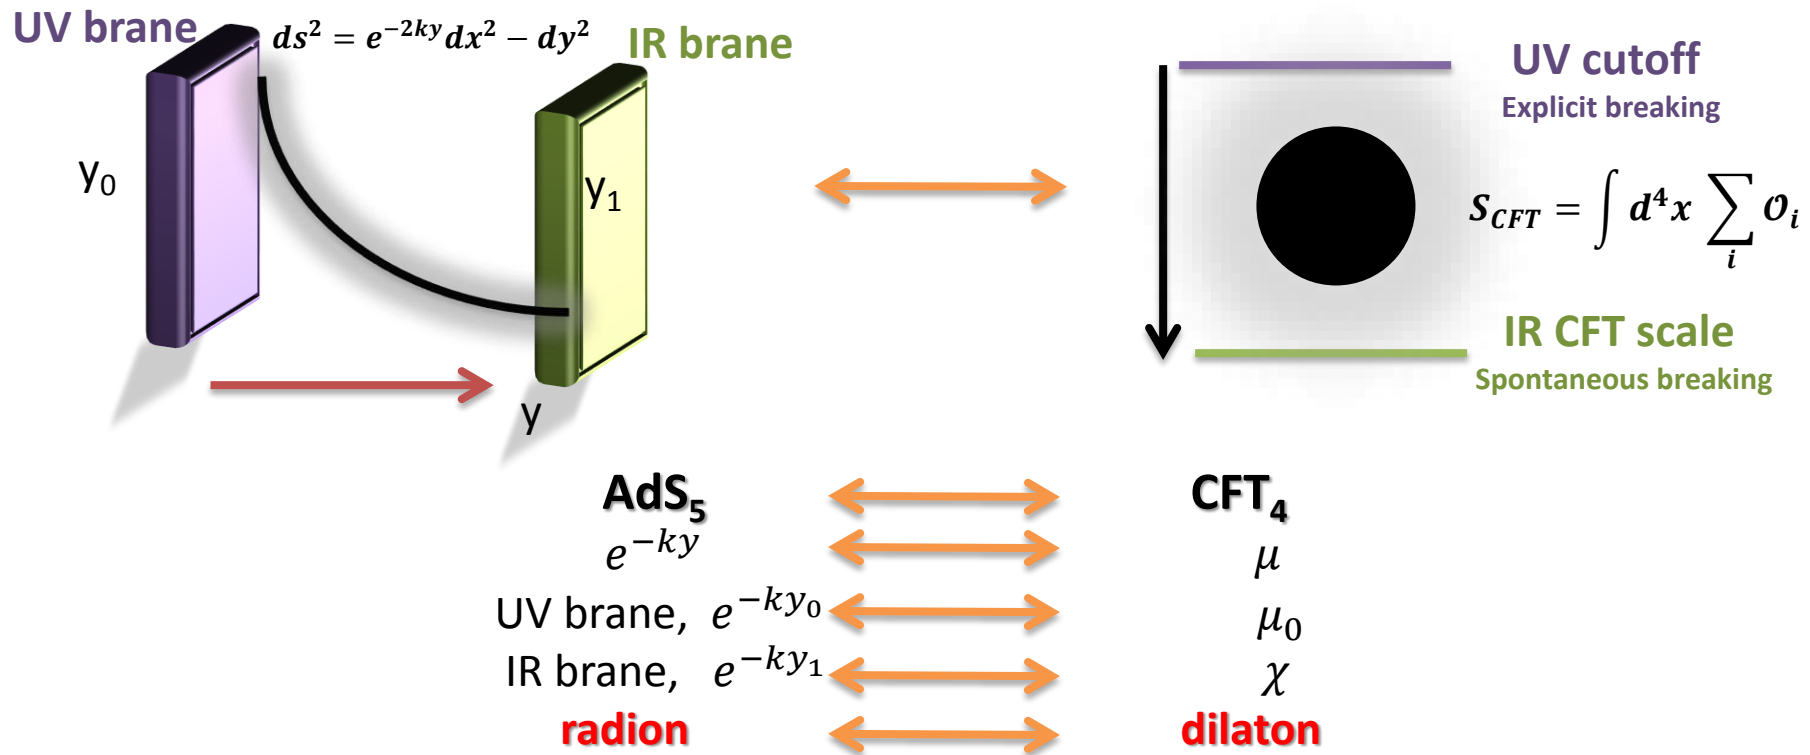 UV brane
ds² = e^{-2ky}dx² − dy²
IR brane
y₀
y₁
y
UV cutoff
Explicit breaking
S_{CFT} = ∫ d⁴x ∑_i 𝒪_i
IR CFT scale
Spontaneous breaking
AdS₅ CFT₄
e^{-ky} μ
UV brane, e^{-ky₀} μ₀
IR brane, e^{-ky₁} χ
radion dilaton